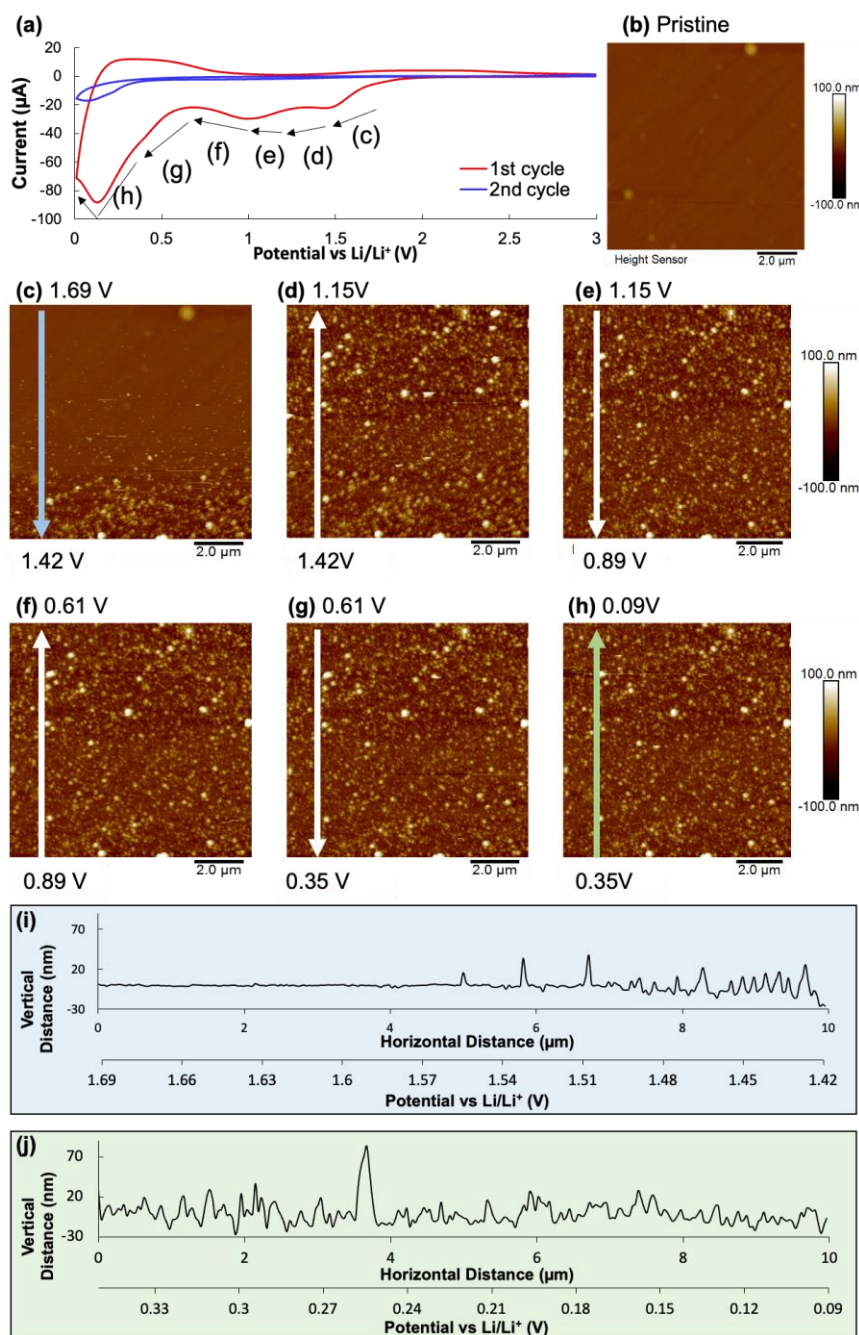 (a)
20
0
-20
-40
-60
-80
-100
Current (µA)
(c)
(d)
(e)
(f)
(g)
(h)
1st cycle
2nd cycle
0 0.5 1 1.5 2 2.5 3
Potential vs Li/Li⁺ (V)
(b) Pristine
100.0 nm
-100.0 nm
Height Sensor
2.0 µm
(c) 1.69 V
1.42 V
2.0 µm
(d) 1.15V
1.42V
2.0 µm
(e) 1.15 V
0.89 V
2.0 µm
100.0 nm
-100.0 nm
(f) 0.61 V
0.89 V
2.0 µm
(g) 0.61 V
0.35 V
2.0 µm
(h) 0.09V
0.35V
2.0 µm
100.0 nm
-100.0 nm
(i)
Vertical
Distance (nm)
70
20
-30
0 2 4 6 8 10
Horizontal Distance (µm)
1.69 1.66 1.63 1.6 1.57 1.54 1.51 1.48 1.45 1.42
Potential vs Li/Li⁺ (V)
(j)
Vertical
Distance (nm)
70
20
-30
0 2 4 6 8 10
Horizontal Distance (µm)
0.33 0.3 0.27 0.24 0.21 0.18 0.15 0.12 0.09
Potential vs Li/Li⁺ (V)